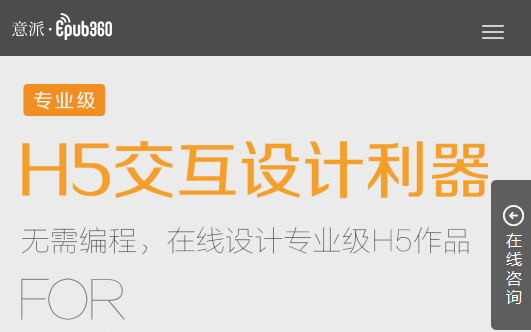 意派·Epub360
专业级
H5交互设计利器
无需编程，在线设计专业级H5作品
FOR
在线咨询